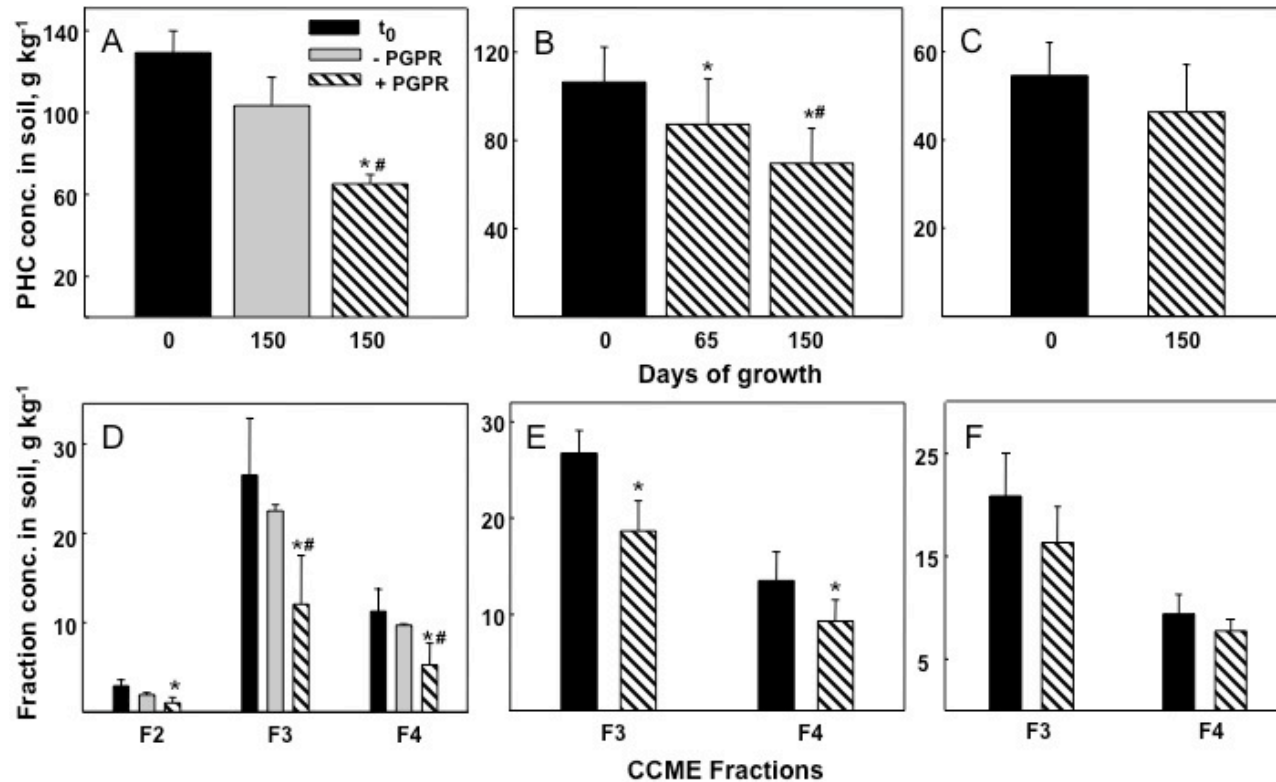 PHC conc. in soil, g kg⁻¹
A
140
100
60
20
t₀
- PGPR
+ PGPR
*#
0 150 150
B
120
80
40
*
*#
0 65 150
C
60
40
20
0 150
Days of growth
Fraction conc. in soil, g kg⁻¹
D
30
20
10
*
*#
*#
F2 F3 F4
E
30
20
10
*
*
F3 F4
F
25
15
5
F3 F4
CCME Fractions